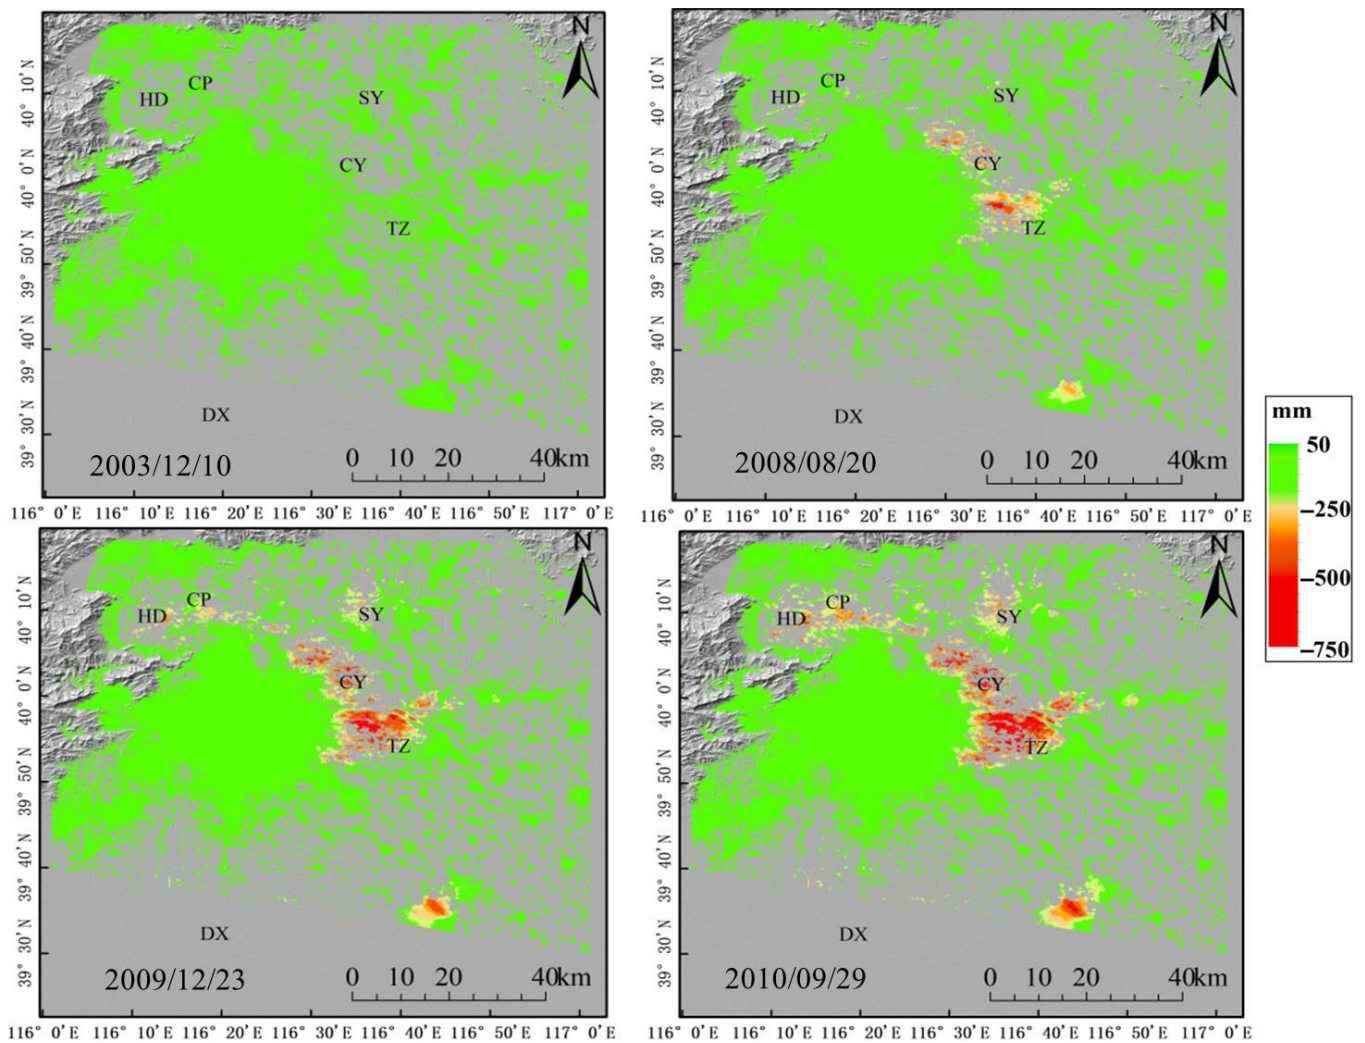 N
40° 10′ N
40° 0′ N
39° 50′ N
39° 40′ N
39° 30′ N
CP
HD
SY
CY
TZ
DX
2003/12/10
0 10 20 40km
116° 0′ E 116° 10′ E 116° 20′ E 116° 30′ E 116° 40′ E 116° 50′ E 117° 0′ E
N
40° 10′ N
40° 0′ N
39° 50′ N
39° 40′ N
39° 30′ N
CP
HD
SY
CY
TZ
DX
2008/08/20
0 10 20 40km
116° 0′ E 116° 10′ E 116° 20′ E 116° 30′ E 116° 40′ E 116° 50′ E 117° 0′ E
mm
50
−250
−500
−750
N
40° 10′ N
40° 0′ N
39° 50′ N
39° 40′ N
39° 30′ N
CP
HD
SY
CY
TZ
DX
2009/12/23
0 10 20 40km
116° 0′ E 116° 10′ E 116° 20′ E 116° 30′ E 116° 40′ E 116° 50′ E 117° 0′ E
N
40° 10′ N
40° 0′ N
39° 50′ N
39° 40′ N
39° 30′ N
CP
HD
SY
CY
TZ
DX
2010/09/29
0 10 20 40km
116° 0′ E 116° 10′ E 116° 20′ E 116° 30′ E 116° 40′ E 116° 50′ E 117° 0′ E